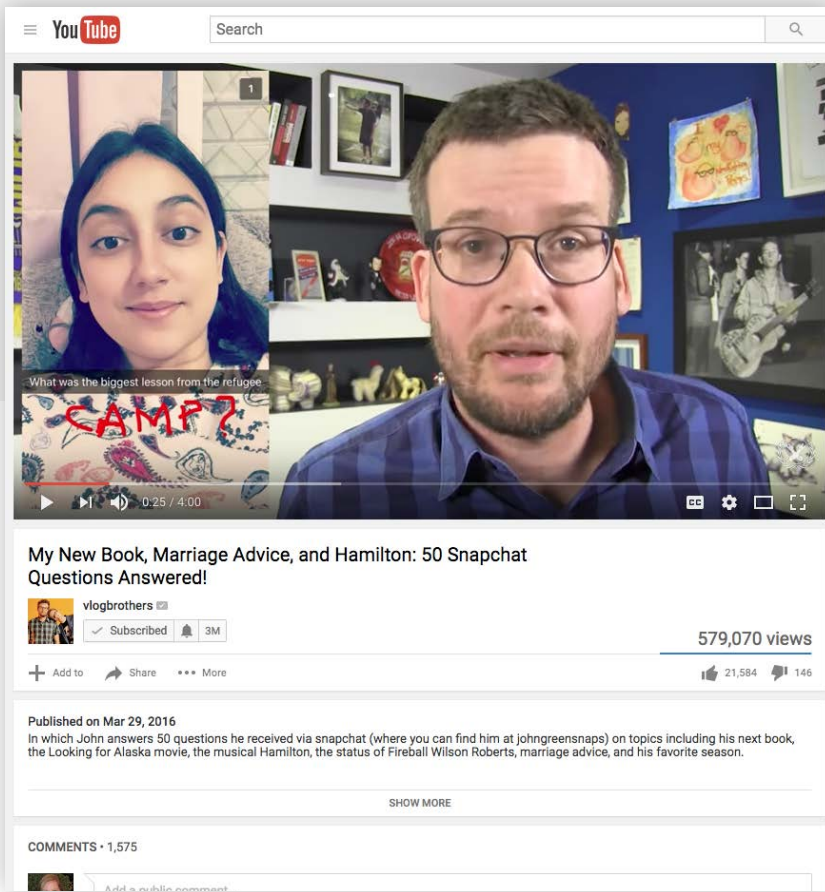 YouTube
Search
1
What was the biggest lesson from the refugee
CAMP?
0:25 / 4:00
CC
My New Book, Marriage Advice, and Hamilton: 50 Snapchat
Questions Answered!
vlogbrothers
Subscribed
3M
579,070 views
Add to
Share
More
21,584
146
Published on Mar 29, 2016
In which John answers 50 questions he received via snapchat (where you can find him at johngreensnaps) on topics including his next book,
the Looking for Alaska movie, the musical Hamilton, the status of Fireball Wilson Roberts, marriage advice, and his favorite season.
SHOW MORE
COMMENTS • 1,575
Add a public comment...